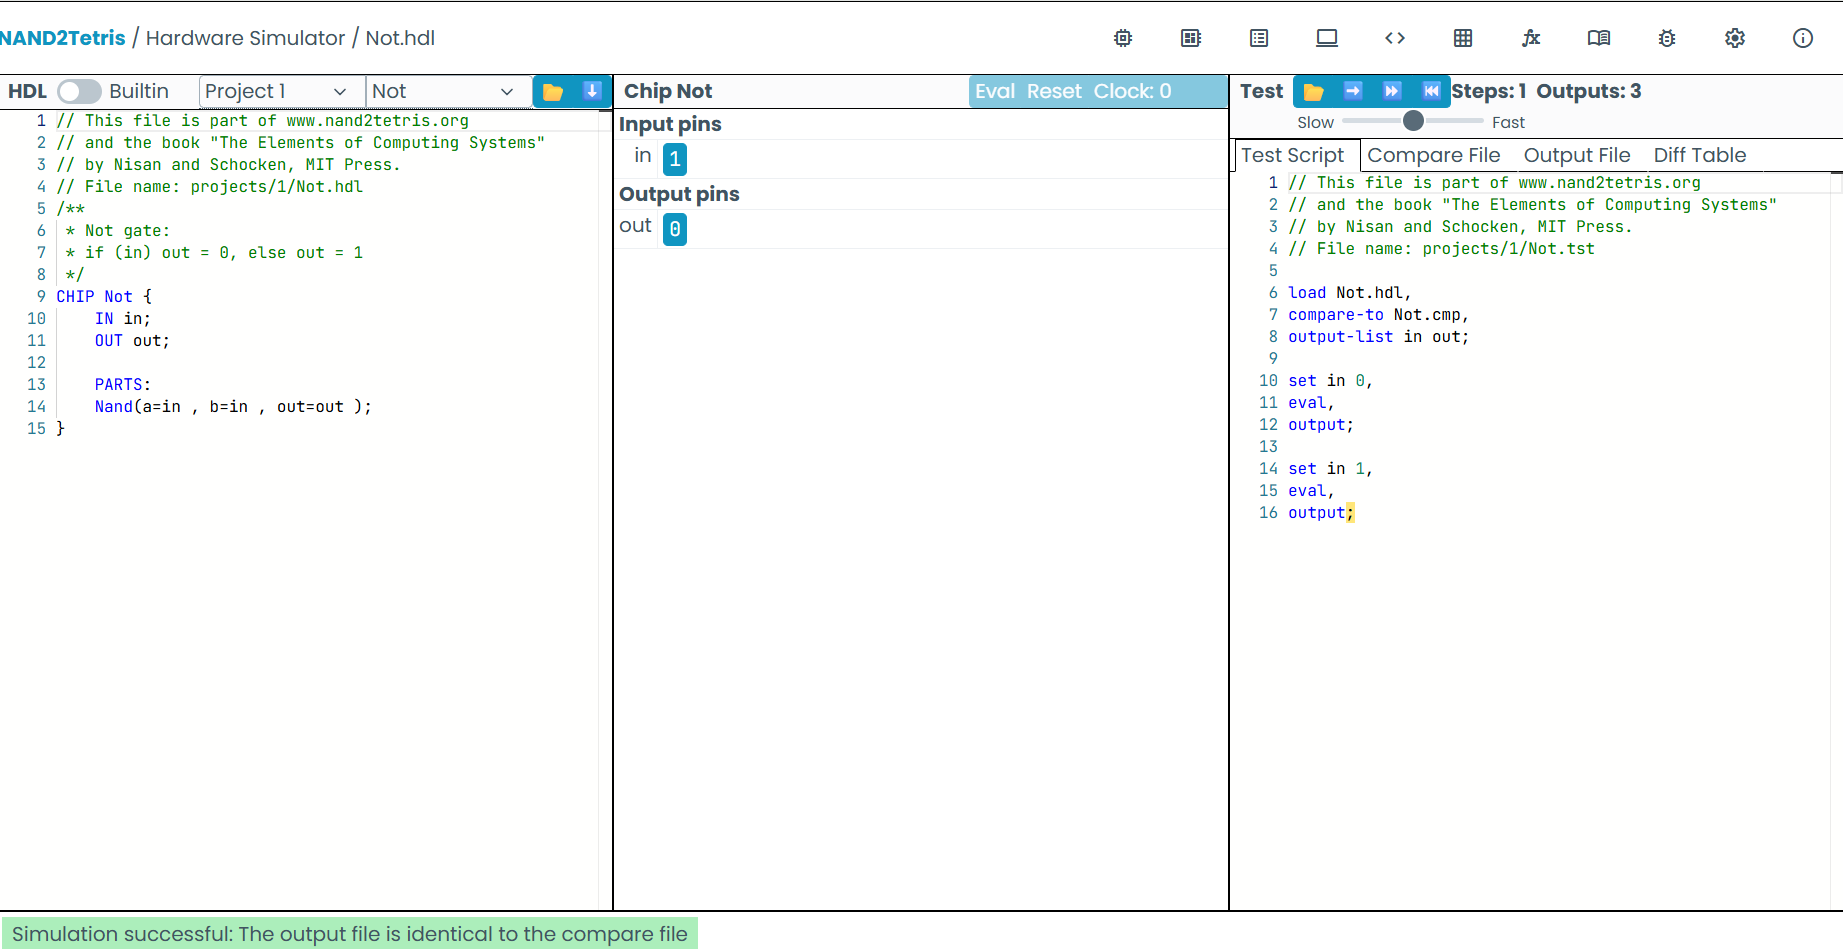 NAND2Tetris / Hardware Simulator / Not.hdl
HDL Builtin Project 1 Not
1 // This file is part of www.nand2tetris.org
2 // and the book "The Elements of Computing Systems"
3 // by Nisan and Schocken, MIT Press.
4 // File name: projects/1/Not.hdl
5 /**
6  * Not gate:
7  * if (in) out = 0, else out = 1
8  */
9 CHIP Not {
10     IN in;
11     OUT out;
12
13     PARTS:
14     Nand(a=in , b=in , out=out );
15 }
Chip Not Eval Reset Clock: 0
Input pins
in 1
Output pins
out 0
Test Steps: 1 Outputs: 3
Slow Fast
Test Script Compare File Output File Diff Table
1 // This file is part of www.nand2tetris.org
2 // and the book "The Elements of Computing Systems"
3 // by Nisan and Schocken, MIT Press.
4 // File name: projects/1/Not.tst
5
6 load Not.hdl,
7 compare-to Not.cmp,
8 output-list in out;
9
10 set in 0,
11 eval,
12 output;
13
14 set in 1,
15 eval,
16 output;
Simulation successful: The output file is identical to the compare file